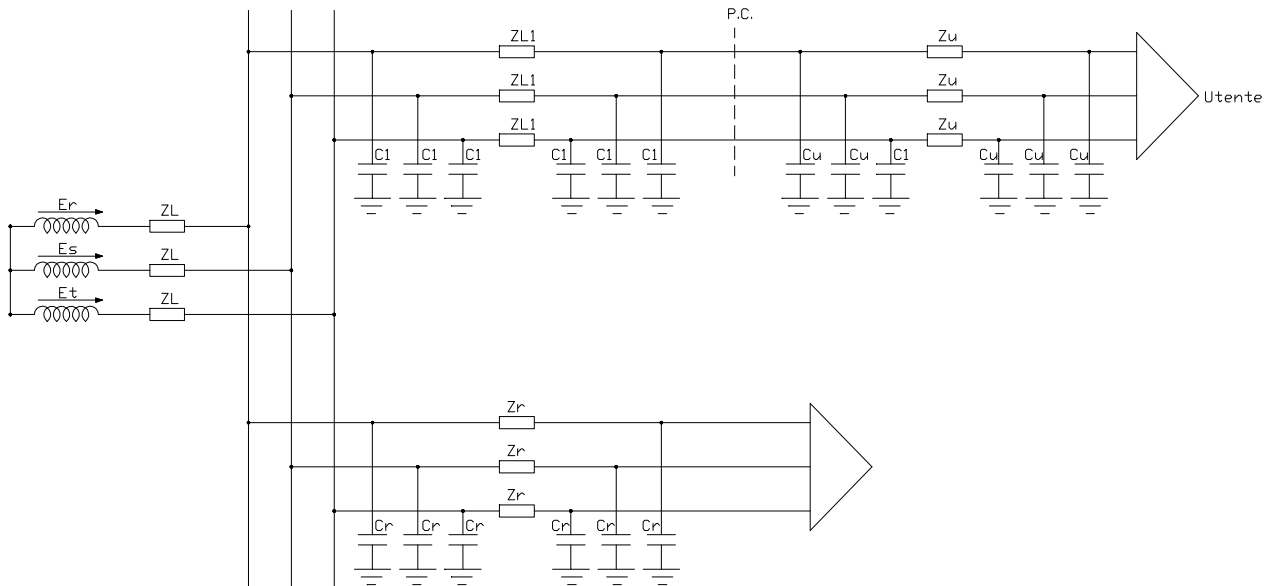 P.C.
ZL1 Zu
ZL1 Zu
Utente
ZL1 Zu
C1 C1 C1 C1 C1 C1 Cu Cu C1 Cu Cu Cu
Er ZL
Es ZL
Et ZL
Zr
Zr
Zr
Cr Cr Cr Cr Cr Cr